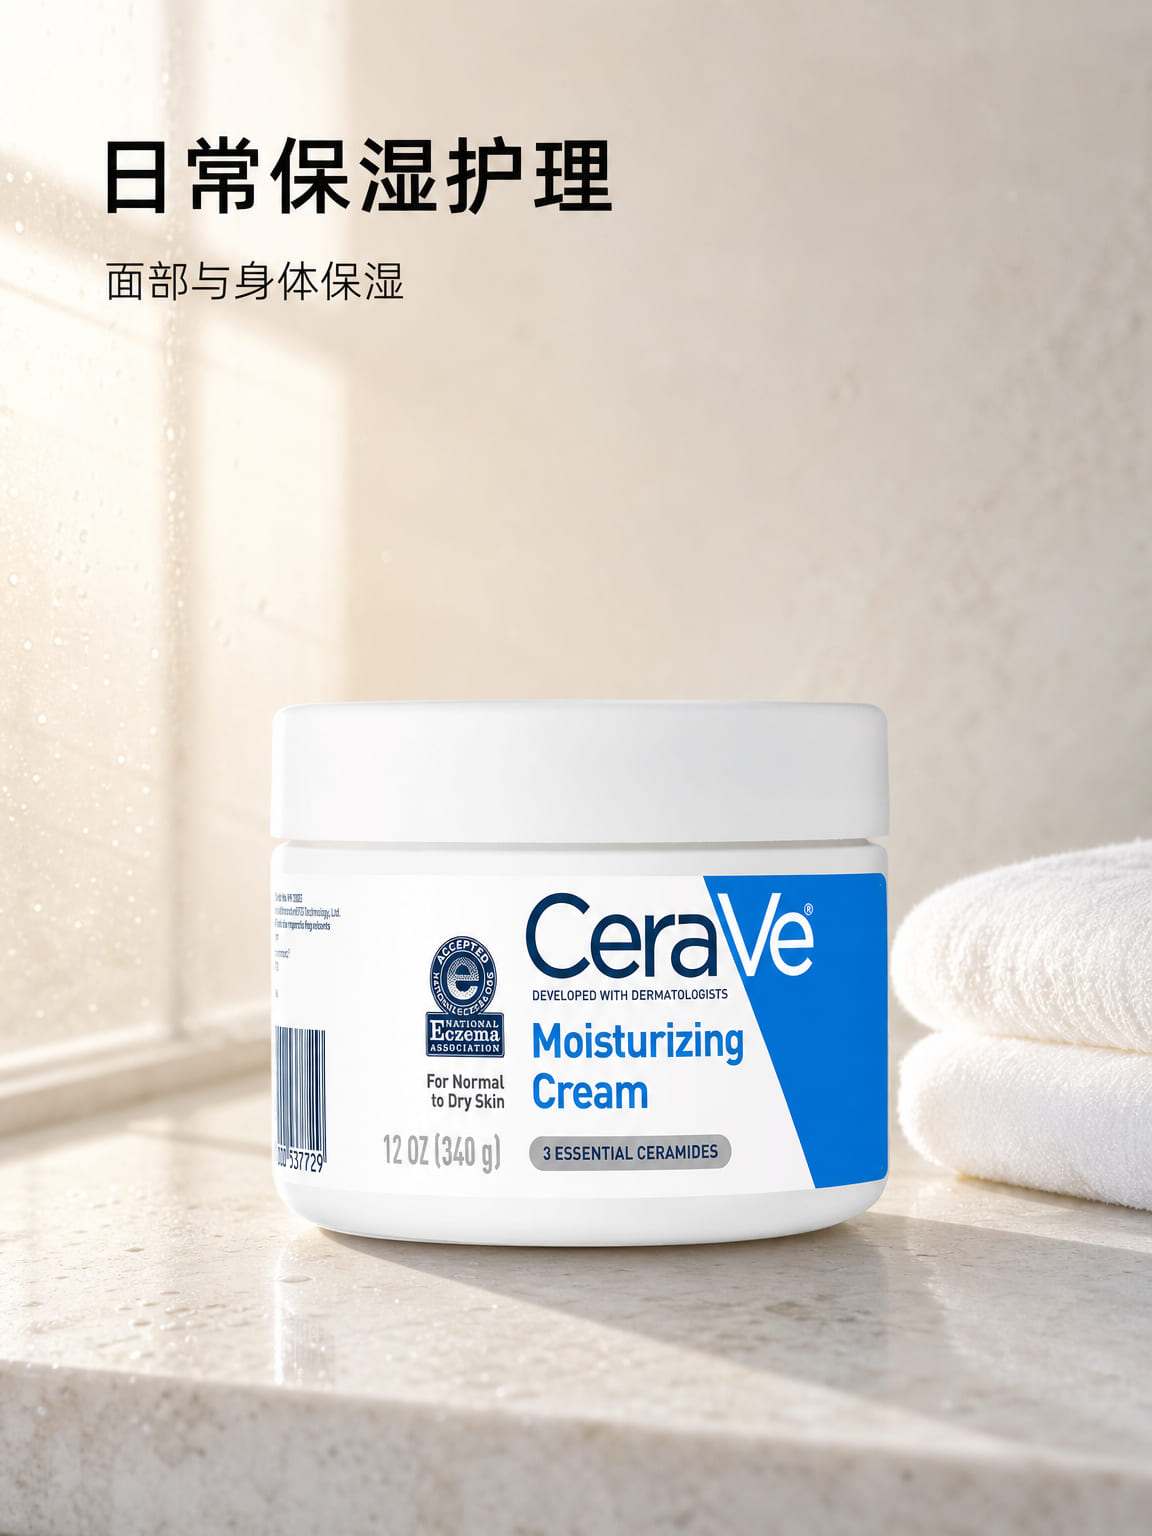 日常保湿护理
面部与身体保湿
CeraVe®
DEVELOPED WITH DERMATOLOGISTS
Moisturizing
Cream
3 ESSENTIAL CERAMIDES
ACCEPTED
NATIONAL
Eczema
ASSOCIATION
For Normal
to Dry Skin
12 OZ (340 g)
537729